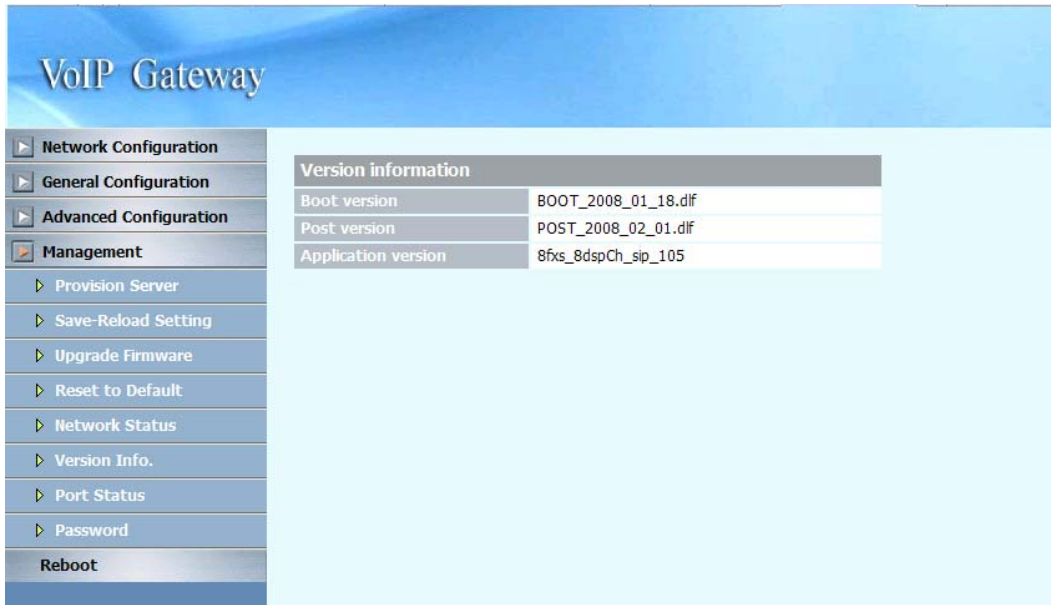 VoIP Gateway
Network Configuration
General Configuration
Advanced Configuration
Management
Provision Server
Save-Reload Setting
Upgrade Firmware
Reset to Default
Network Status
Version Info.
Port Status
Password
Reboot
Version information
Boot version BOOT_2008_01_18.dlf
Post version POST_2008_02_01.dlf
Application version 8fxs_8dspCh_sip_105